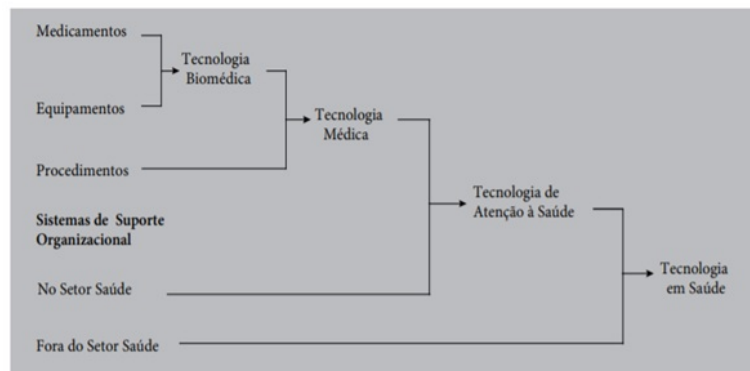 Medicamentos
Tecnologia
Biomédica
Equipamentos
Tecnologia
Médica
Procedimentos
Tecnologia de
Atenção à Saúde
Sistemas de Suporte
Organizacional
Tecnologia
em Saúde
No Setor Saúde
Fora do Setor Saúde